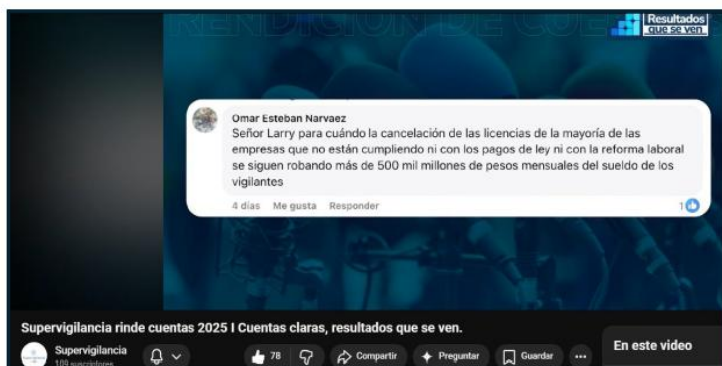 RENDICIÓN DE CUENTAS
Resultados
que se ven
Omar Esteban Narvaez
Señor Larry para cuándo la cancelación de las licencias de la mayoría de las
empresas que no están cumpliendo ni con los pagos de ley ni con la reforma laboral
se siguen robando más de 500 mil millones de pesos mensuales del sueldo de los
vigilantes
4 días Me gusta Responder 1
Supervigilancia rinde cuentas 2025 I Cuentas claras, resultados que se ven.
Supervigilancia
109 suscriptores
78 Compartir Preguntar Guardar ...
En este video